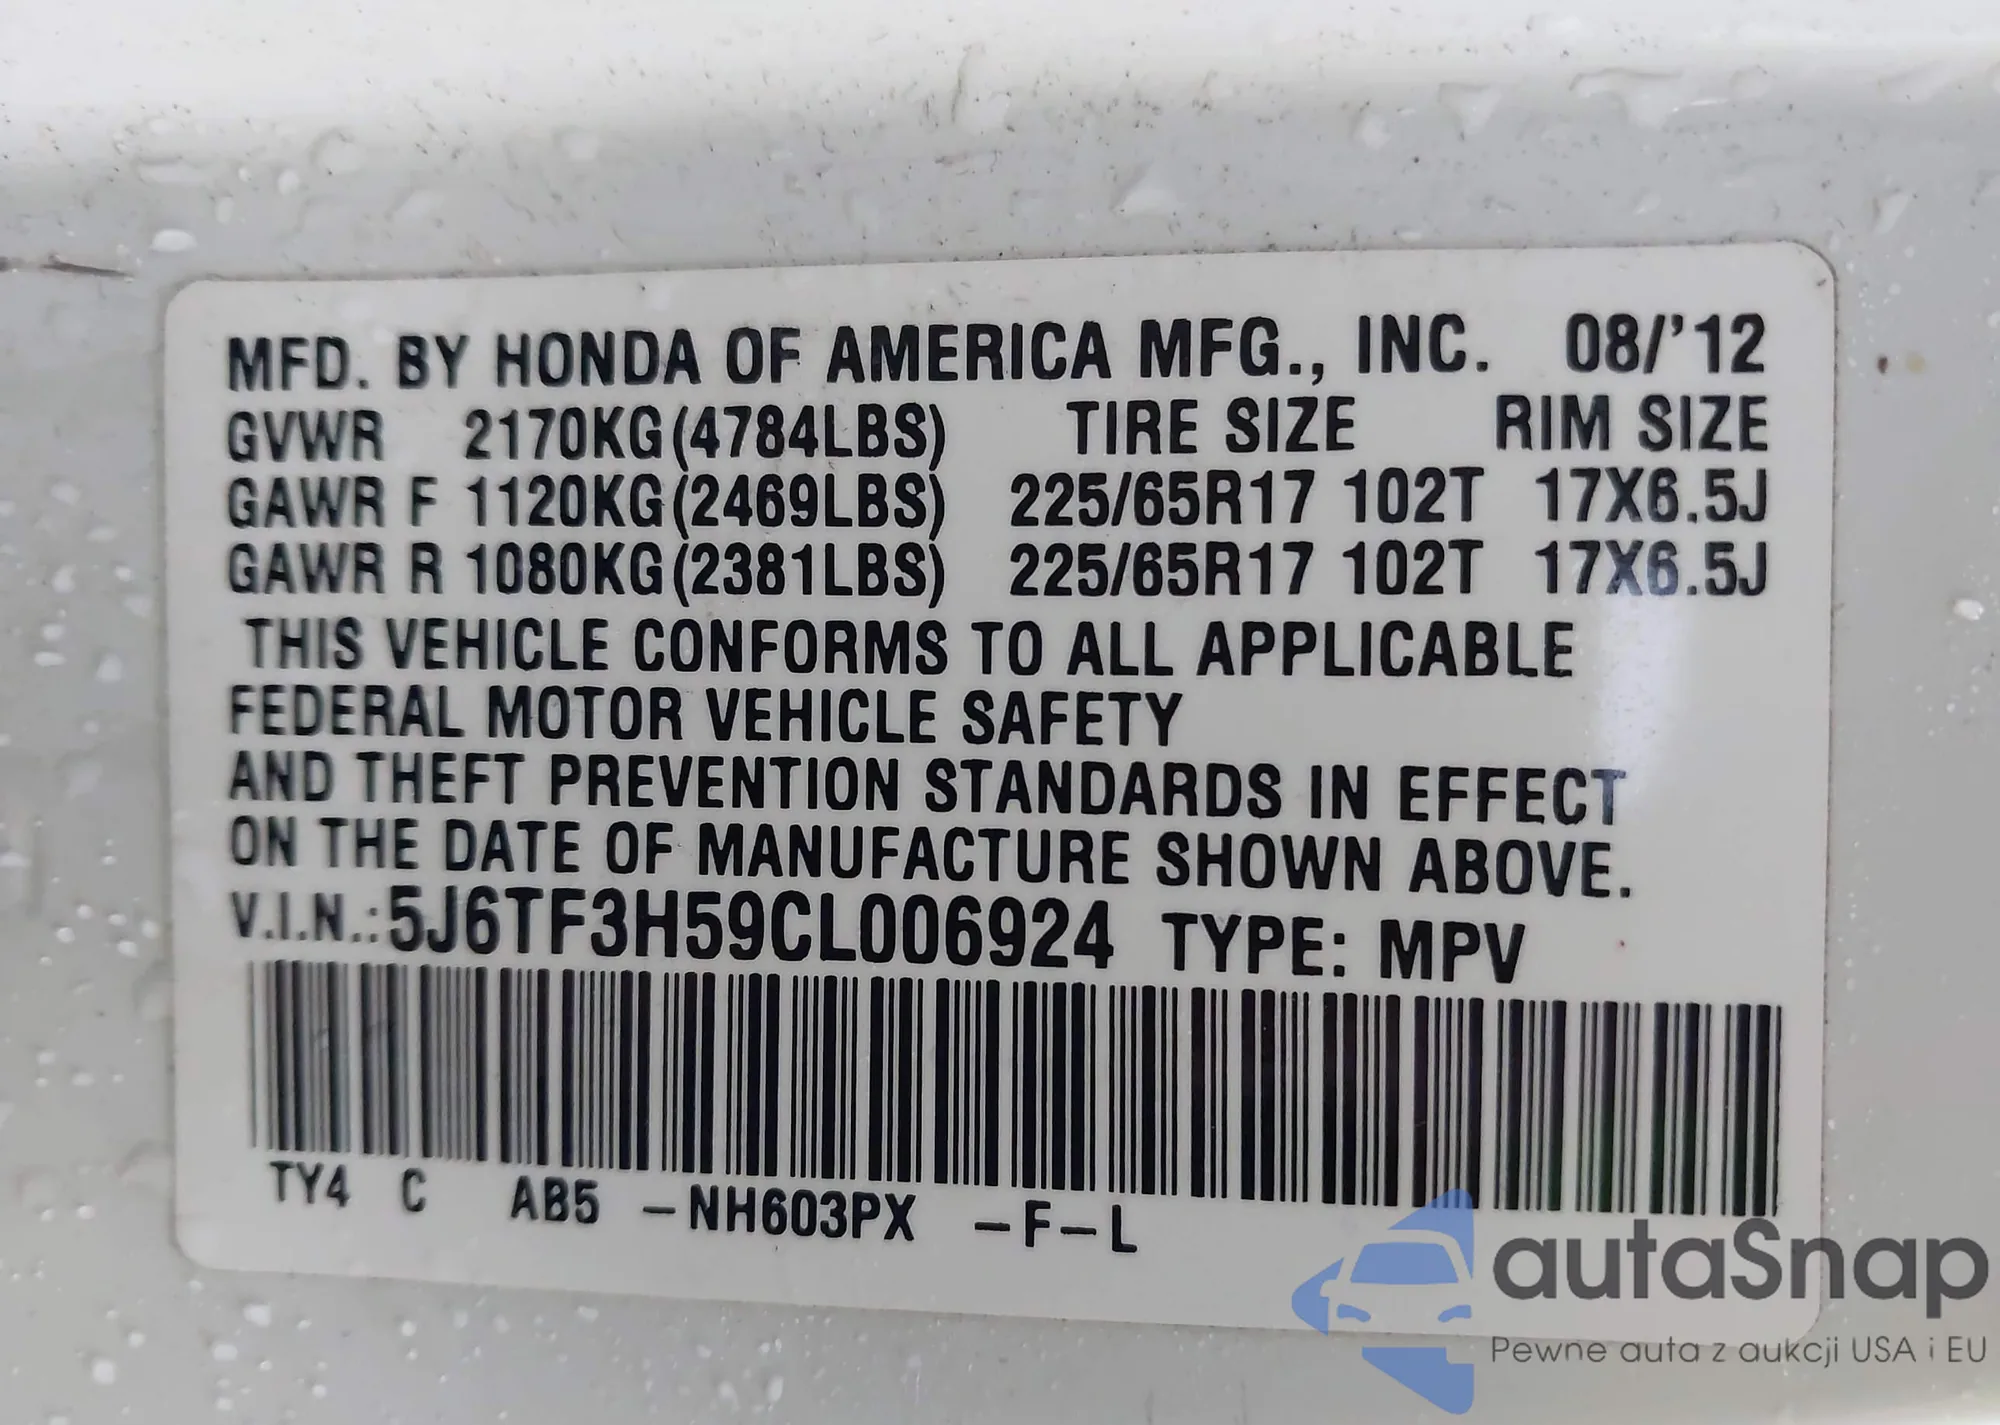 MFD. BY HONDA OF AMERICA MFG., INC. 08/'12
GVWR 2170KG(4784LBS) TIRE SIZE RIM SIZE
GAWR F 1120KG(2469LBS) 225/65R17 102T 17X6.5J
GAWR R 1080KG(2381LBS) 225/65R17 102T 17X6.5J
THIS VEHICLE CONFORMS TO ALL APPLICABLE
FEDERAL MOTOR VEHICLE SAFETY
AND THEFT PREVENTION STANDARDS IN EFFECT
ON THE DATE OF MANUFACTURE SHOWN ABOVE.
V.I.N.:5J6TF3H59CL006924 TYPE: MPV
TY4 C AB5 -NH603PX -F-L
autaSnap
Pewne auta z aukcji USA i EU